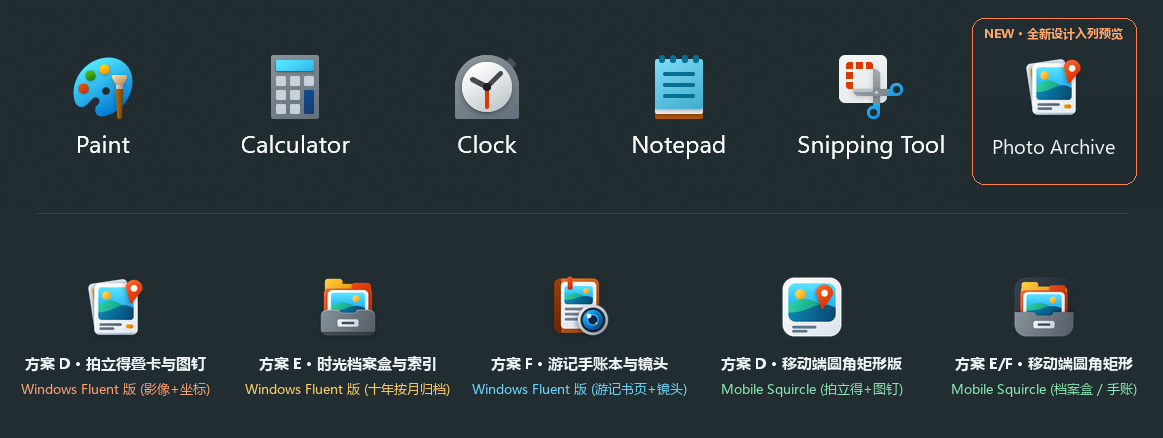 NEW · 全新设计入列预览
Paint
Calculator
Clock
Notepad
Snipping Tool
Photo Archive
方案 D · 拍立得叠卡与图钉
Windows Fluent 版 (影像+坐标)
方案 E · 时光档案盒与索引
Windows Fluent 版 (十年按月归档)
方案 F · 游记手账本与镜头
Windows Fluent 版 (游记书页+镜头)
方案 D · 移动端圆角矩形版
Mobile Squircle (拍立得+图钉)
方案 E/F · 移动端圆角矩形
Mobile Squircle (档案盒 / 手账)